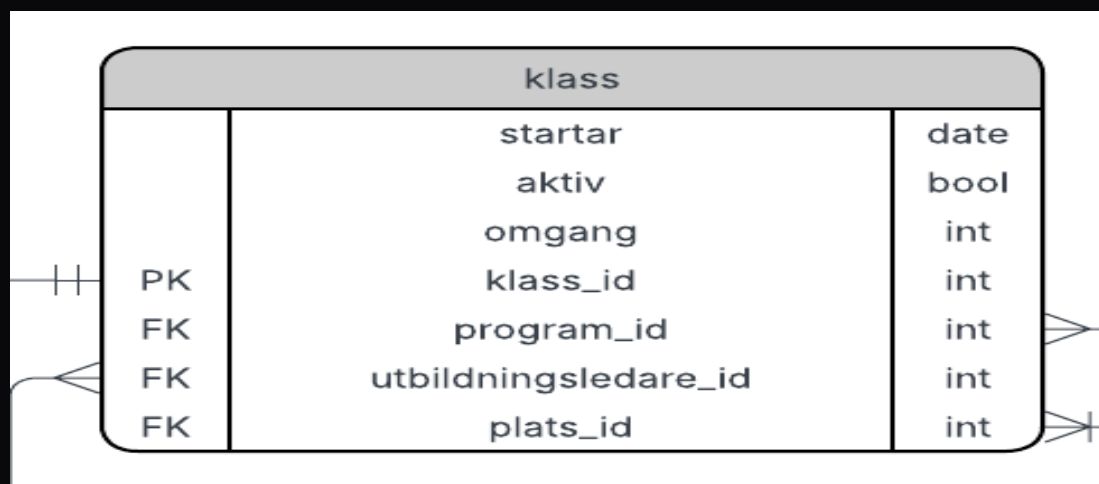 klass
startar date
aktiv bool
omgang int
PK klass_id int
FK program_id int
FK utbildningsledare_id int
FK plats_id int